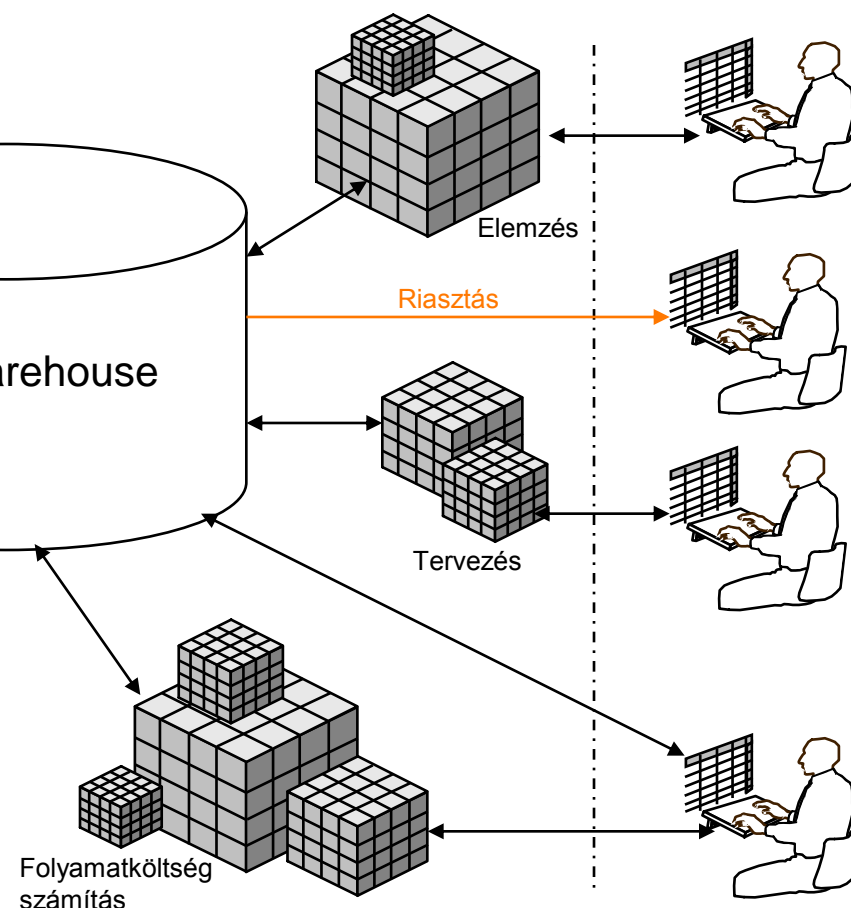 Elemzés
Riasztás
arehouse
Tervezés
Folyamatköltség
számítás